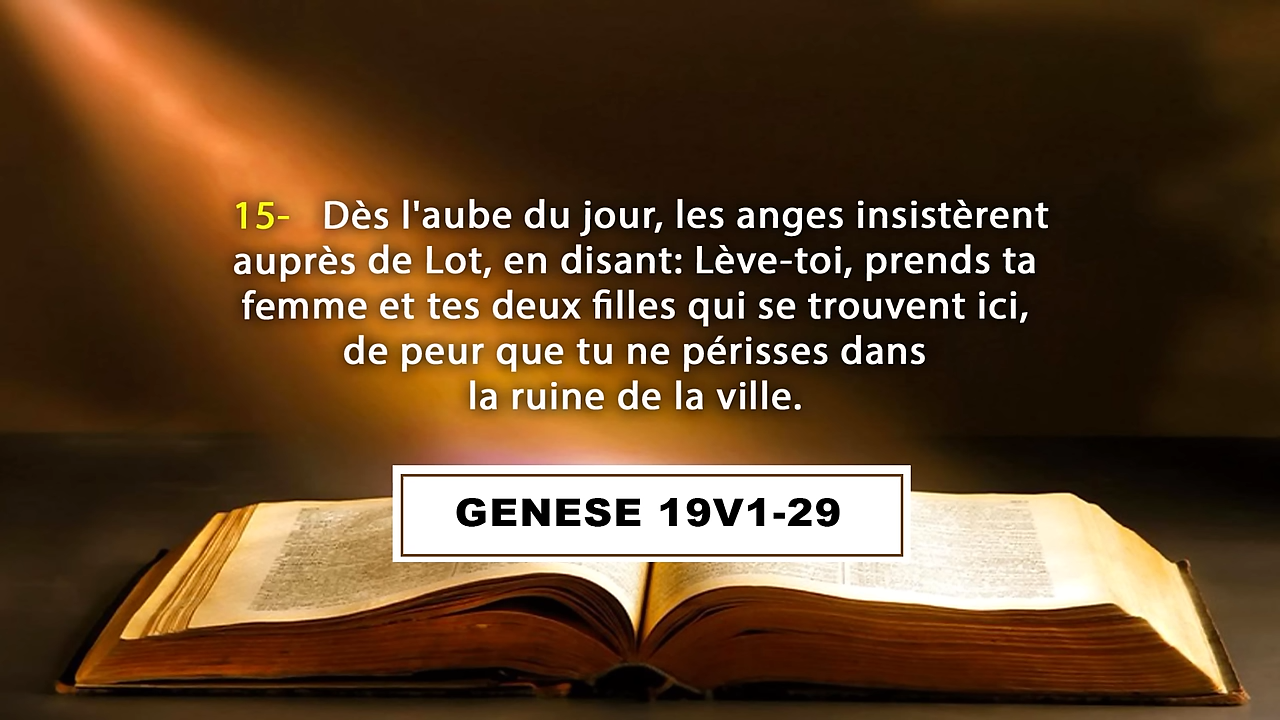 15- Dès l'aube du jour, les anges insistèrent
auprès de Lot, en disant: Lève-toi, prends ta
femme et tes deux filles qui se trouvent ici,
de peur que tu ne périsses dans
la ruine de la ville.
GENESE 19V1-29